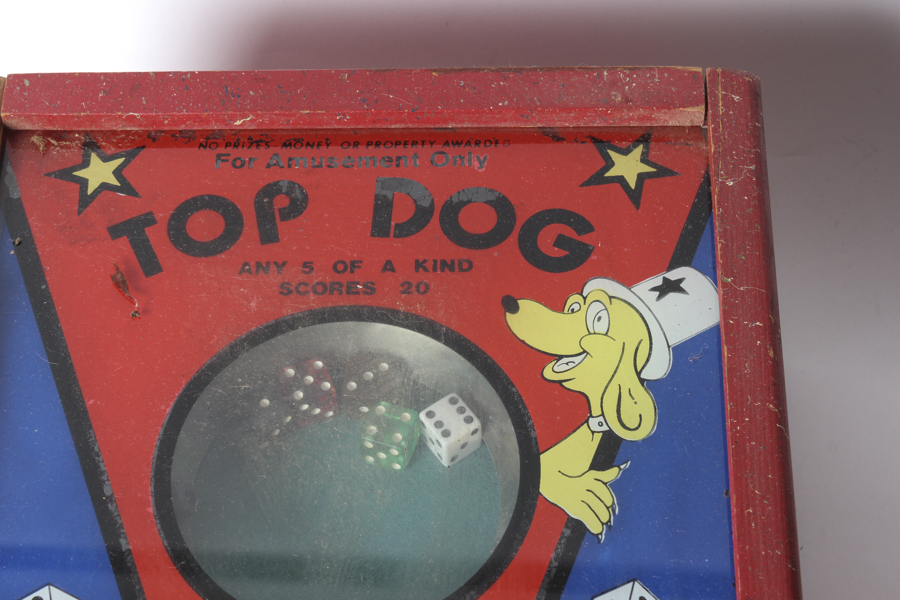 NO PRIZES MONEY OR PROPERTY AWARDED
For Amusement Only
TOP DOG
ANY 5 OF A KIND
SCORES 20